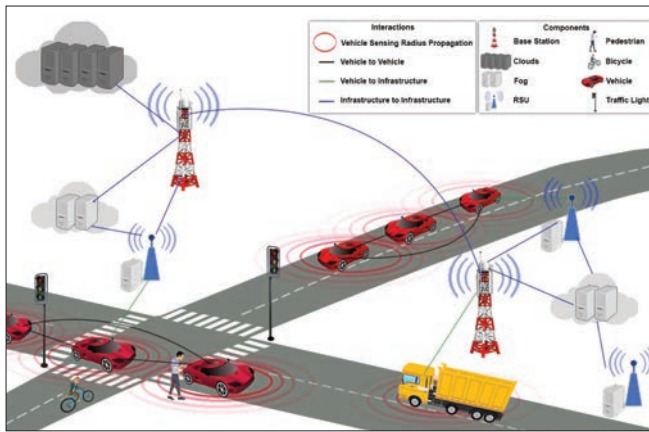 Interactions
Vehicle Sensing Radius Propagation
Vehicle to Vehicle
Vehicle to Infrastructure
Infrastructure to Infrastructure
Components
Base Station
Pedestrian
Clouds
Bicycle
Fog
Vehicle
RSU
Traffic Light